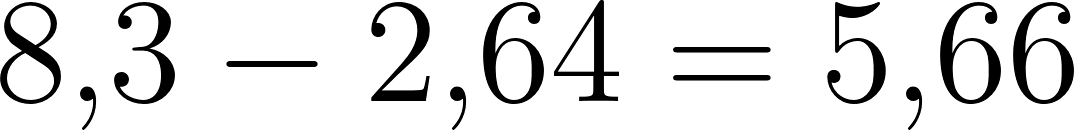 8,3 − 2,64 = 5,66